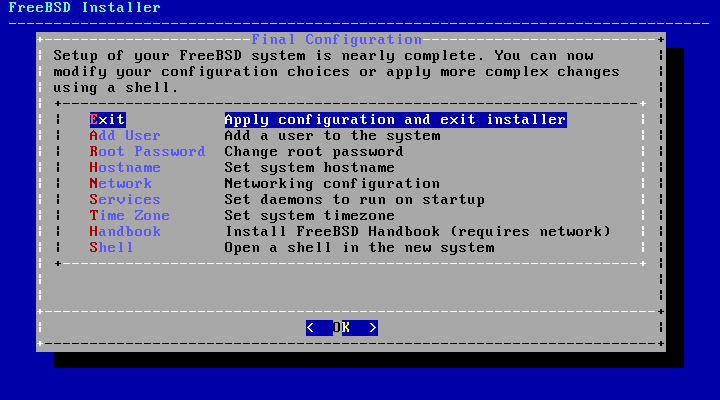 FreeBSD Installer
Final Configuration
Setup of your FreeBSD system is nearly complete. You can now
modify your configuration choices or apply more complex changes
using a shell.
Exit Apply configuration and exit installer
Add User Add a user to the system
Root Password Change root password
Hostname Set system hostname
Network Networking configuration
Services Set daemons to run on startup
Time Zone Set system timezone
Handbook Install FreeBSD Handbook (requires network)
Shell Open a shell in the new system
< OK >